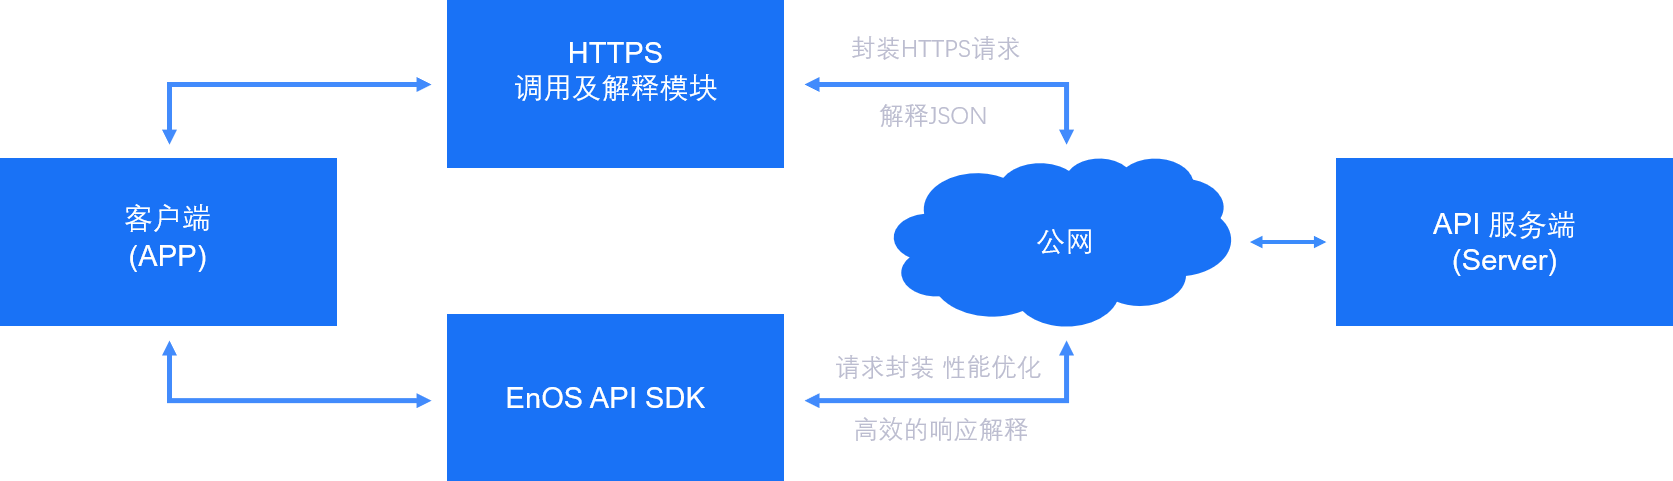 HTTPS
调用及解释模块
封装HTTPS请求
解释JSON
客户端
(APP)
公网
API 服务端
(Server)
EnOS API SDK
请求封装 性能优化
高效的响应解释